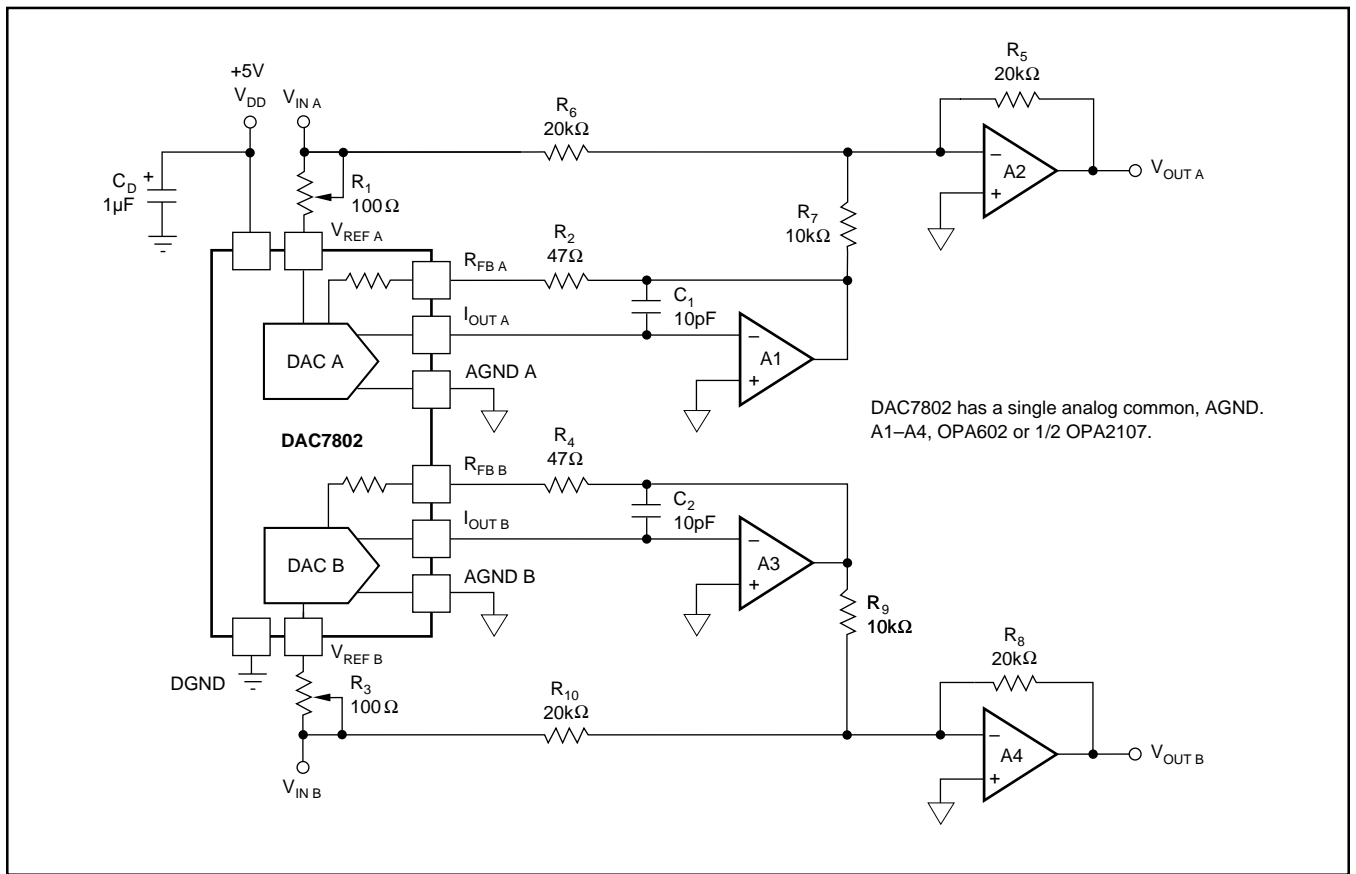 +5V
V_DD
V_IN A
C_D +
1µF
R_1
100Ω
V_REF A
R_6
20kΩ
R_5
20kΩ
−
A2
+
V_OUT A
R_7
10kΩ
R_FB A
R_2
47Ω
C_1
10pF
I_OUT A
−
A1
+
DAC A
AGND A
DAC7802
DAC7802 has a single analog common, AGND.
A1–A4, OPA602 or 1/2 OPA2107.
R_FB B
R_4
47Ω
C_2
10pF
I_OUT B
−
A3
+
DAC B
AGND B
R_9
10kΩ
V_REF B
DGND
R_3
100Ω
R_10
20kΩ
R_8
20kΩ
−
A4
+
V_OUT B
V_IN B